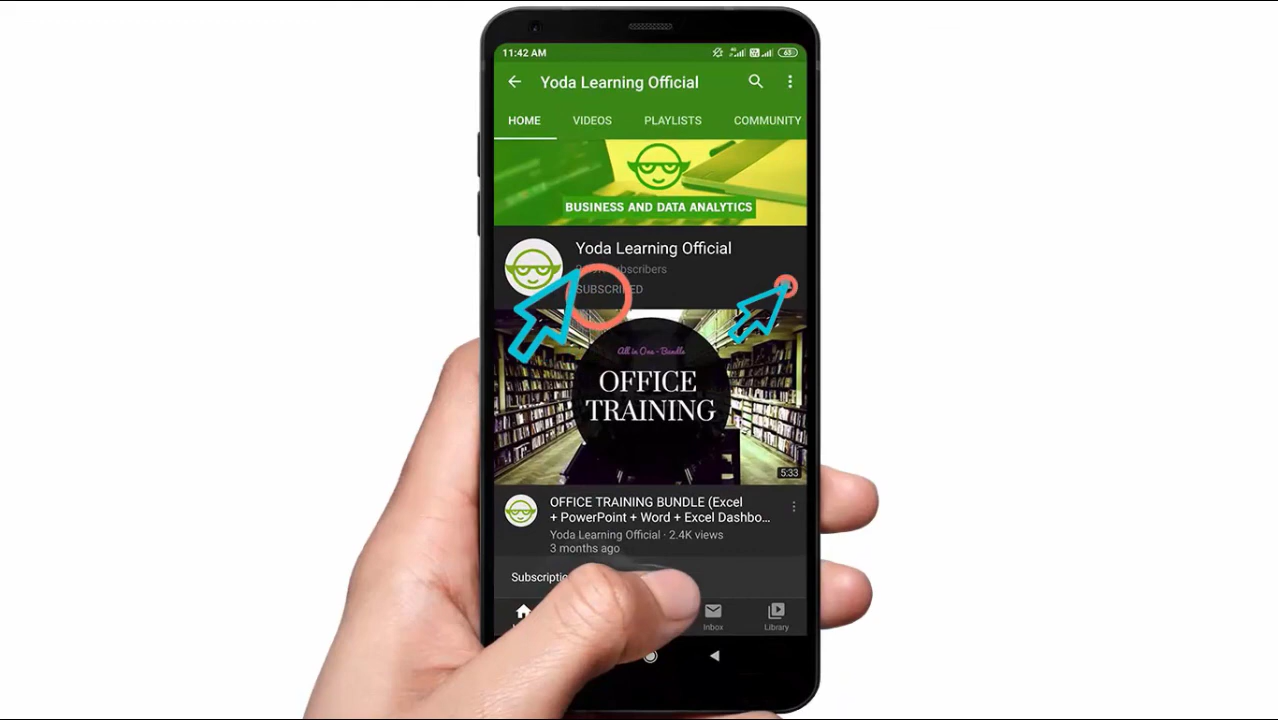 11:42 AM
63
Yoda Learning Official
HOME VIDEOS PLAYLISTS COMMUNITY
BUSINESS AND DATA ANALYTICS
Yoda Learning Official
SUBSCRIBED
All in One - Bundle
OFFICE
TRAINING
5:33
OFFICE TRAINING BUNDLE (Excel
+ PowerPoint + Word + Excel Dashbo...
Yoda Learning Official · 2.4K views
3 months ago
Inbox Library